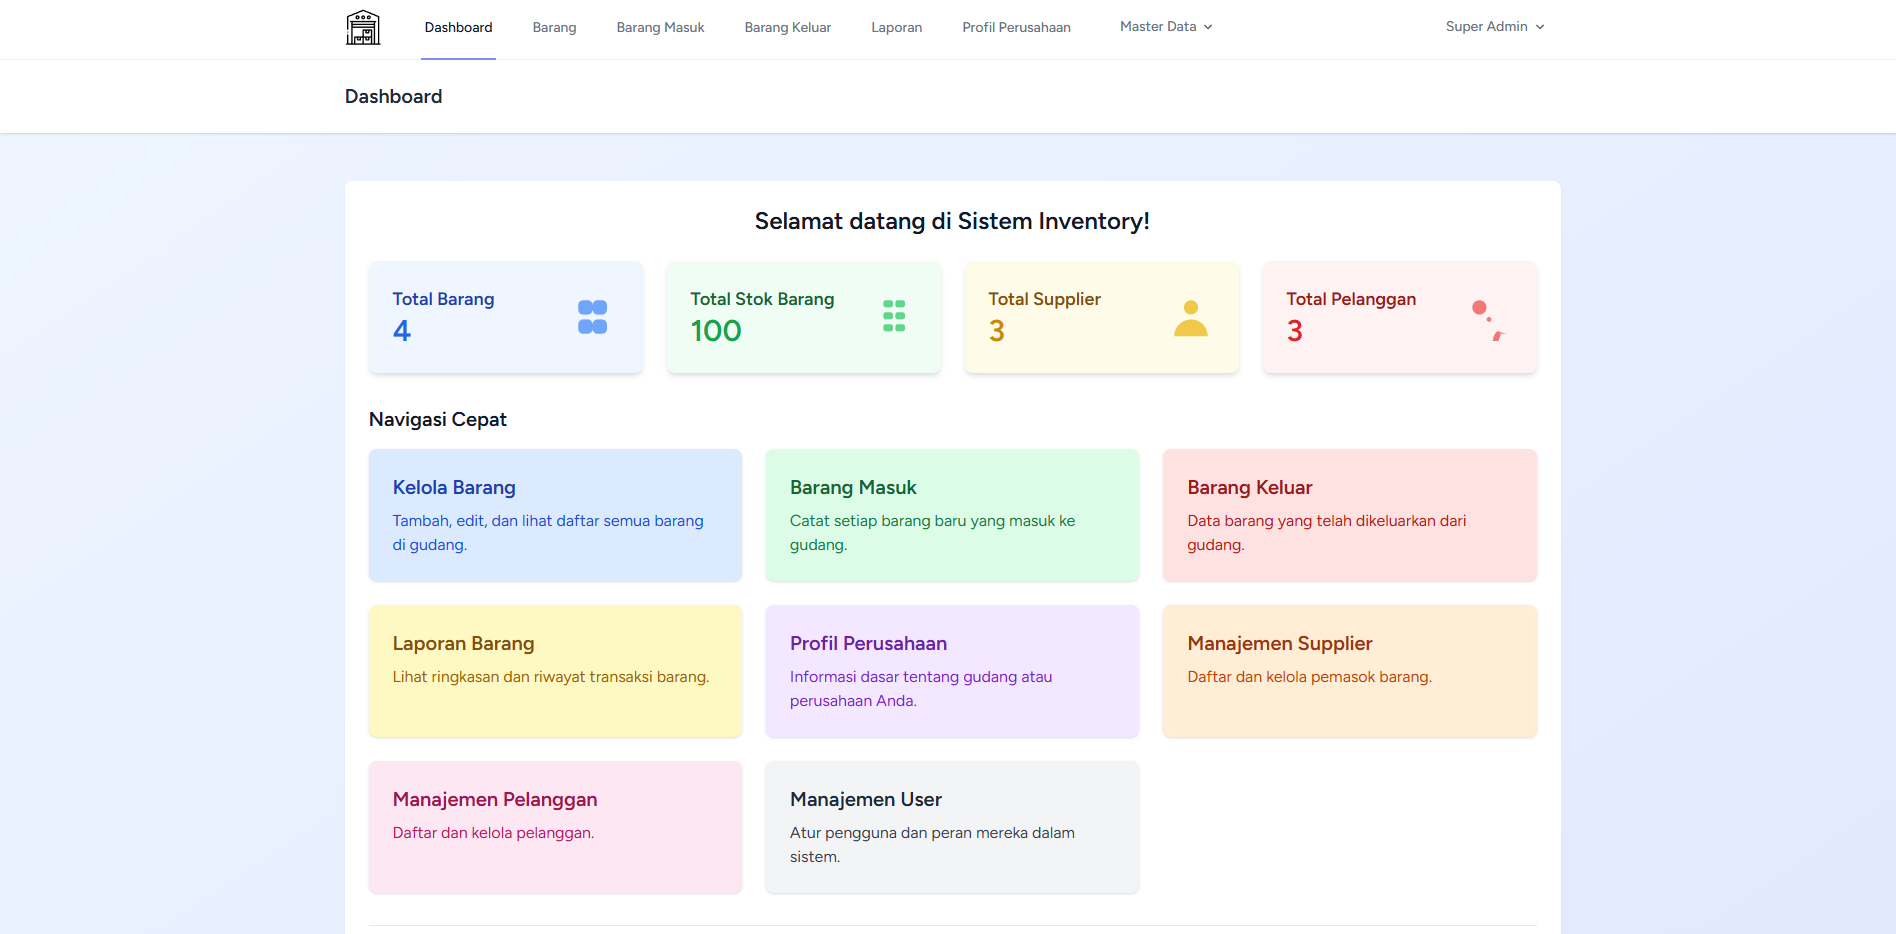 Dashboard
Barang
Barang Masuk
Barang Keluar
Laporan
Profil Perusahaan
Master Data
Super Admin
Dashboard
Selamat datang di Sistem Inventory!
Total Barang
4
Total Stok Barang
100
Total Supplier
3
Total Pelanggan
3
Navigasi Cepat
Kelola Barang
Tambah, edit, dan lihat daftar semua barang
di gudang.
Barang Masuk
Catat setiap barang baru yang masuk ke
gudang.
Barang Keluar
Data barang yang telah dikeluarkan dari
gudang.
Laporan Barang
Lihat ringkasan dan riwayat transaksi barang.
Profil Perusahaan
Informasi dasar tentang gudang atau
perusahaan Anda.
Manajemen Supplier
Daftar dan kelola pemasok barang.
Manajemen Pelanggan
Daftar dan kelola pelanggan.
Manajemen User
Atur pengguna dan peran mereka dalam
sistem.